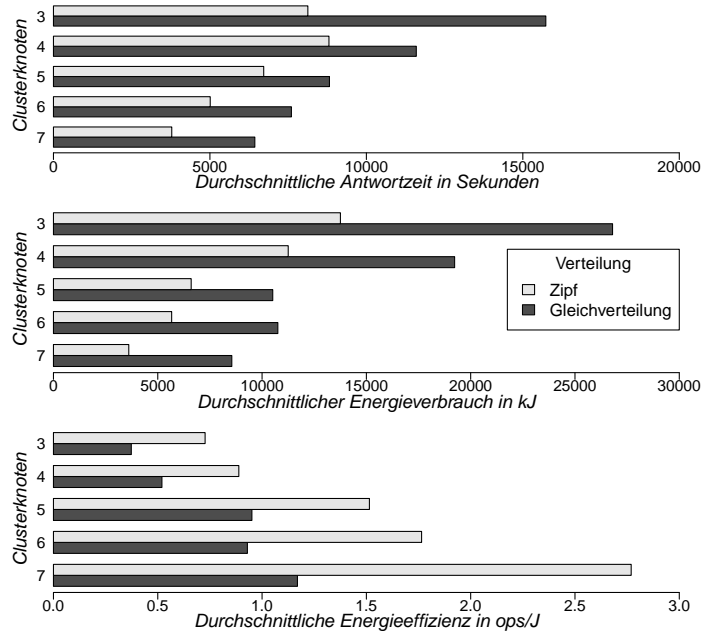 Clusterknoten
3
4
5
6
7
0 5000 10000 15000 20000
Durchschnittliche Antwortzeit in Sekunden
Clusterknoten
3
4
5
6
7
0 5000 10000 15000 20000 25000 30000
Durchschnittlicher Energieverbrauch in kJ
Verteilung
Zipf
Gleichverteilung
Clusterknoten
3
4
5
6
7
0.0 0.5 1.0 1.5 2.0 2.5 3.0
Durchschnittliche Energieeffizienz in ops/J